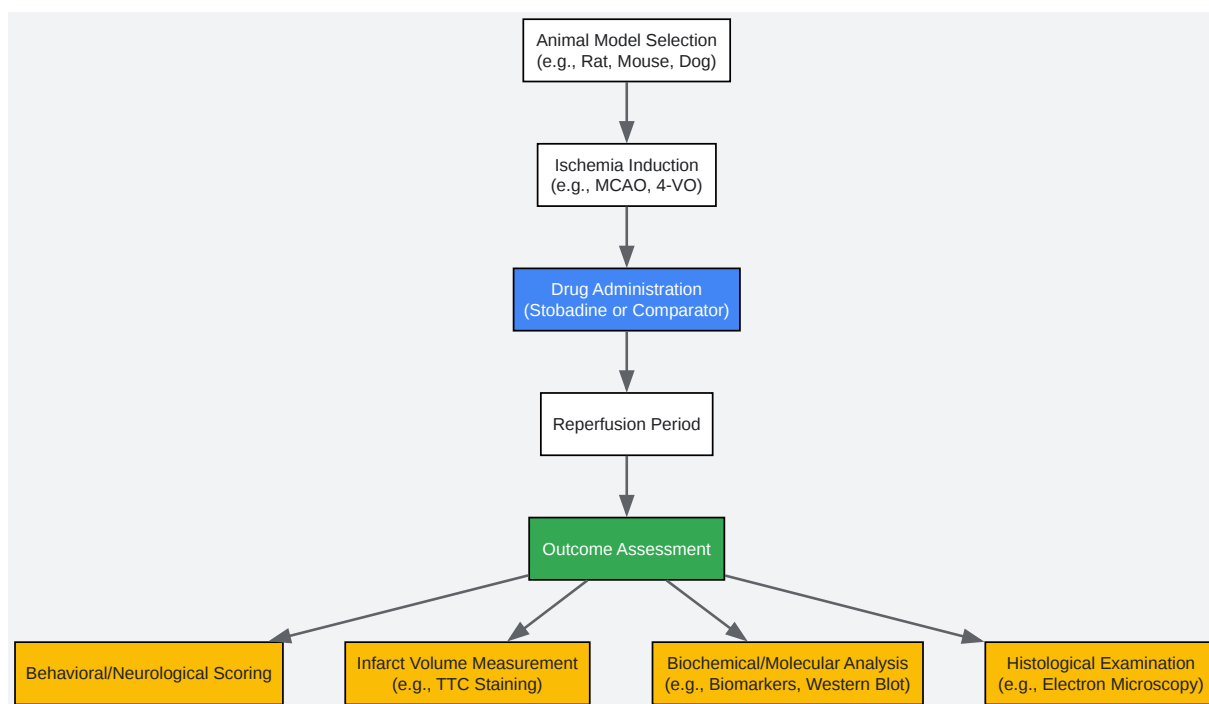 Animal Model Selection
(e.g., Rat, Mouse, Dog)
Ischemia Induction
(e.g., MCAO, 4-VO)
Drug Administration
(Stobadine or Comparator)
Reperfusion Period
Outcome Assessment
Behavioral/Neurological Scoring
Infarct Volume Measurement
(e.g., TTC Staining)
Biochemical/Molecular Analysis
(e.g., Biomarkers, Western Blot)
Histological Examination
(e.g., Electron Microscopy)